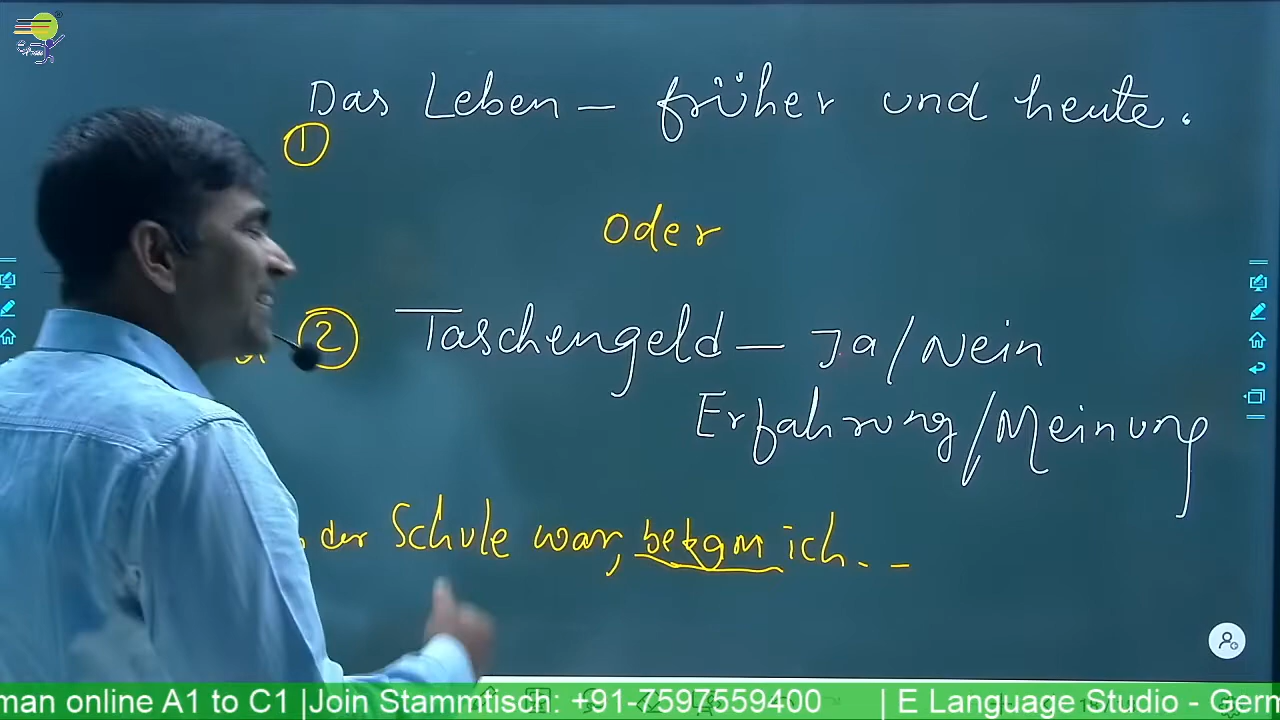 Das Leben – früher und heute.
①
oder
② Taschengeld – Ja/Nein
Erfahrung/Meinung
der Schule war, bekam ich. . –
man online A1 to C1 |Join Stammtisch: +91-7597559400 | E Language Studio - Gern